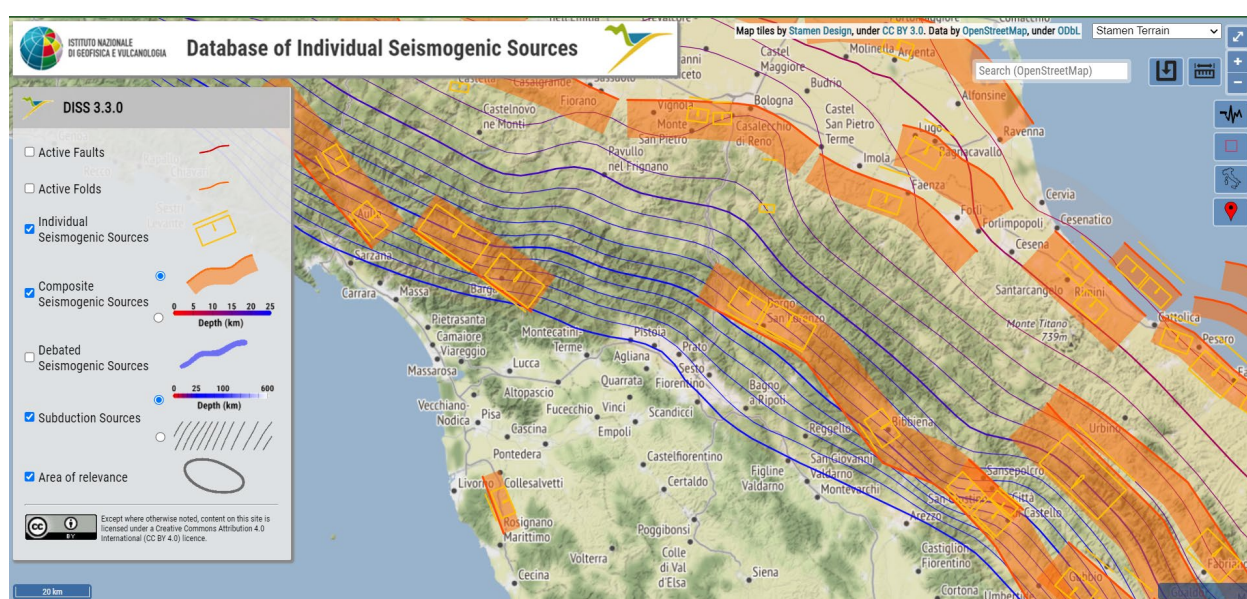 ISTITUTO NAZIONALE
DI GEOFISICA E VULCANOLOGIA
Database of Individual Seismogenic Sources
Map tiles by Stamen Design, under CC BY 3.0. Data by OpenStreetMap, under ODbL
Stamen Terrain
Search (OpenStreetMap)
+
−
DISS 3.3.0
Active Faults
Active Folds
Individual
Seismogenic Sources
Composite
Seismogenic Sources
0 5 10 15 20 25
Depth (km)
Debated
Seismogenic Sources
0 25 100 600
Depth (km)
Subduction Sources
Area of relevance
cc
BY
Except where otherwise noted, content on this site is
licensed under a Creative Commons Attribution 4.0
International (CC BY 4.0) licence.
20 km
Castel
Maggiore
Molinella
Argenta
Budrio
Alfonsine
Casalgrande
Fiorano
Castelnovo
ne Monti
Vignola
Bologna
Monte
San Pietro
Casalecchio
di Reno
Castel
San Pietro
Terme
Lugo
Bagnacavallo
Ravenna
Pavullo
nel Frignano
Imola
Faenza
Cervia
Forlì
Forlimpopoli
Cesenatico
Cesena
Aulla
Sarzana
Carrara
Massa
Barga
Borgo
San Lorenzo
Santarcangelo
Rimini
Monte Titano
739m
Cattolica
Pesaro
Pietrasanta
Camaiore
Viareggio
Massarosa
Montecatini-
Terme
Pistoia
Prato
Agliana
Sesto
Fiorentino
Lucca
Quarrata
Altopascio
Bagno
a Ripoli
Vecchiano-
Nodica
Pisa
Fucecchio
Vinci
Scandicci
Cascina
Empoli
Reggello
Bibbiena
Urbino
Pontedera
Castelfiorentino
Figline
Valdarno
San Giovanni
Valdarno
Montevarchi
Sansepolcro
San Giustino
Città
di Castello
Livorno
Collesalvetti
Certaldo
Arezzo
Rosignano
Marittimo
Poggibonsi
Volterra
Colle
di Val
d'Elsa
Siena
Castiglion
Fiorentino
Cecina
Cortona
Gubbio